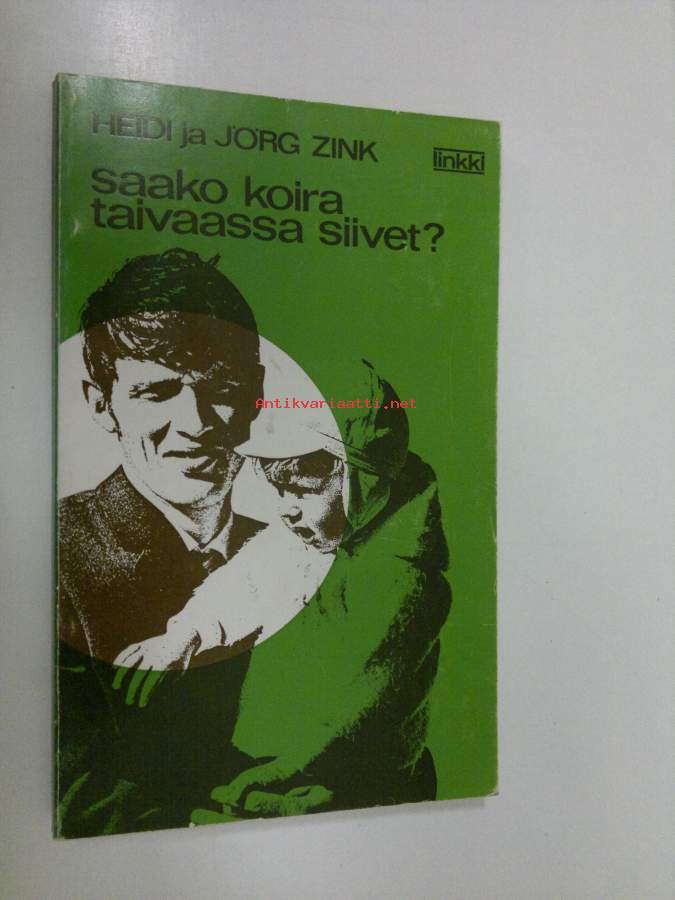 HEIDI ja JÖRG ZINK
linkki
saako koira
taivaassa siivet?
Antikvariaatti.net